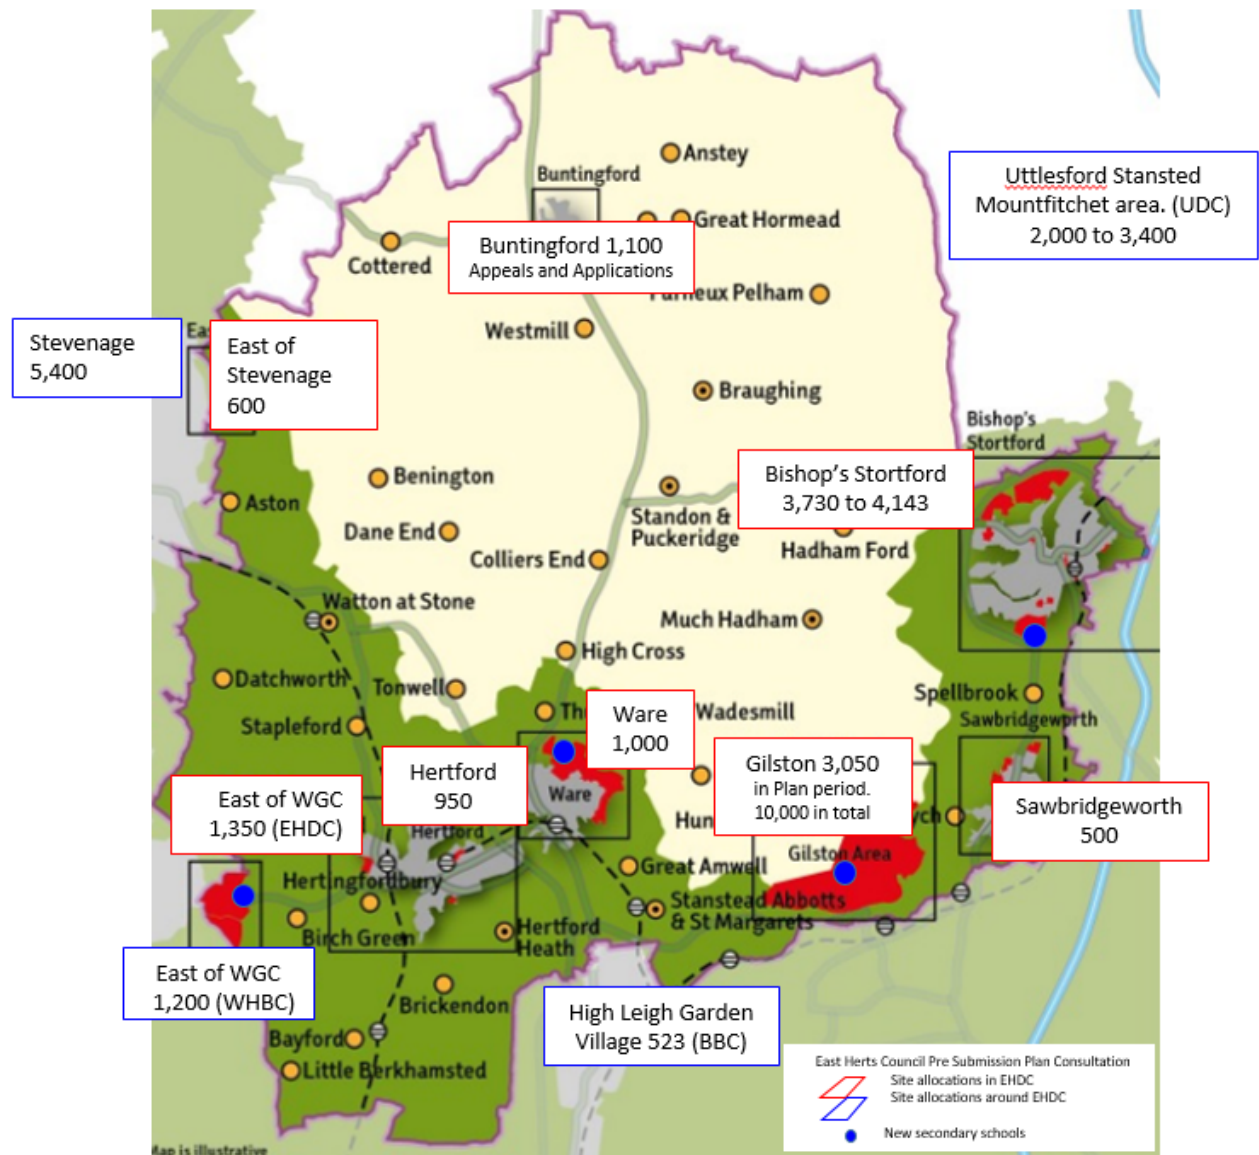 Anstey
Buntingford
Great Hormead
Uttlesford Stansted
Mountfitchet area. (UDC)
2,000 to 3,400
Buntingford 1,100
Appeals and Applications
Cottered
Furneux Pelham
Westmill
Stevenage
5,400
Eas
East of
Stevenage
600
Braughing
Bishop's
Stortford
Benington
Bishop's Stortford
3,730 to 4,143
Aston
Standon &
Puckeridge
Dane End
Hadham Ford
Colliers End
Watton at Stone
Much Hadham
High Cross
Datchworth
Tonwell
Spellbrook
Sawbridgeworth
Stapleford
Th
Wadesmill
Ware
1,000
Hertford
950
Gilston 3,050
in Plan period.
10,000 in total
Ware
East of WGC
1,350 (EHDC)
Sawbridgeworth
500
Hun
ych
Hertford
Gilston Area
Great Amwell
Hertingfordbury
Stanstead Abbotts
& St Margarets
Birch Green
Hertford
Heath
East of WGC
1,200 (WHBC)
Brickendon
High Leigh Garden
Village 523 (BBC)
Bayford
Little Berkhamsted
East Herts Council Pre Submission Plan Consultation
Site allocations in EHDC
Site allocations around EHDC
New secondary schools
Map is illustrative